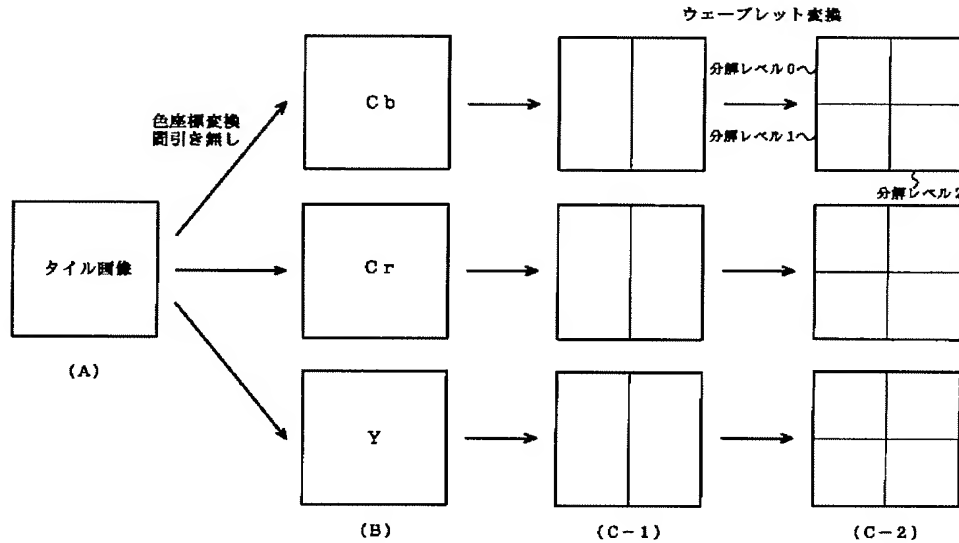 ウェーブレット変換
分解レベル0
Cb
色座標変換
間引き無し
分解レベル1
分解レベル2
タイル画像
Cr
(A)
Y
(B)
(C-1)
(C-2)